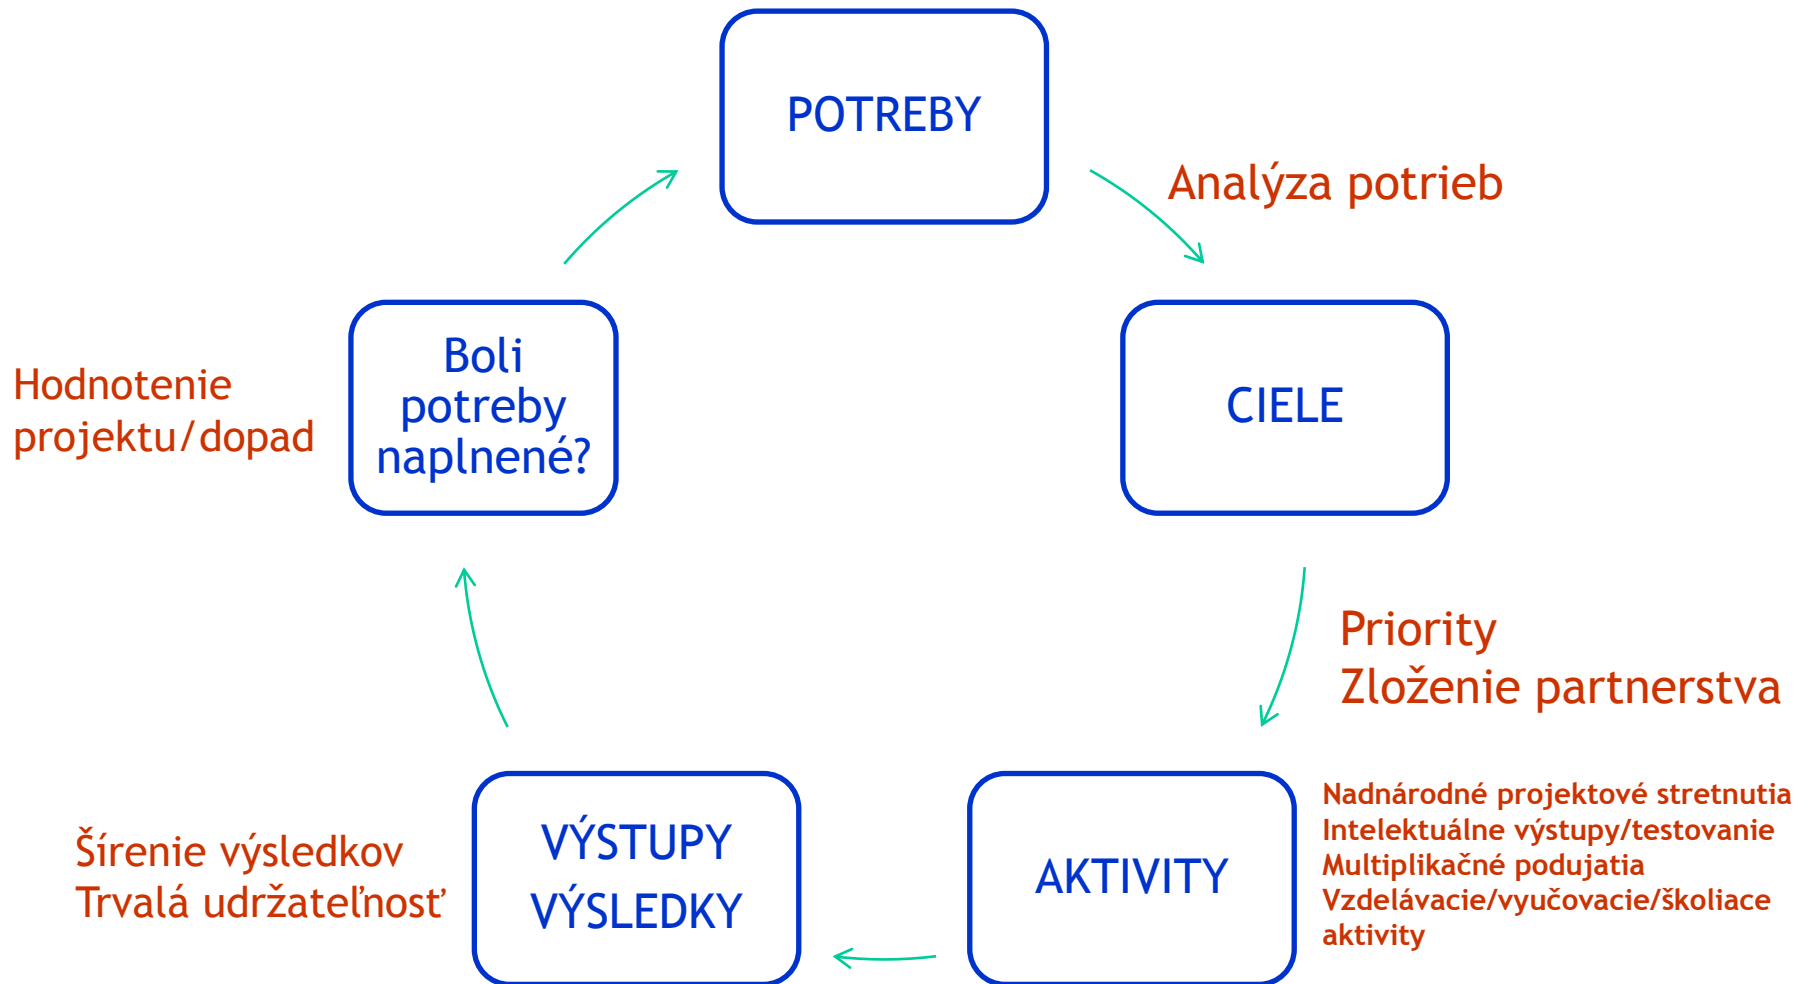 POTREBY
Analýza potrieb
CIELE
Priority
Zloženie partnerstva
AKTIVITY
Nadnárodné projektové stretnutia
Intelektuálne výstupy/testovanie
Multiplikačné podujatia
Vzdelávacie/vyučovacie/školiace
aktivity
VÝSTUPY
VÝSLEDKY
Šírenie výsledkov
Trvalá udržateľnosť
Boli
potreby
naplnené?
Hodnotenie
projektu/dopad